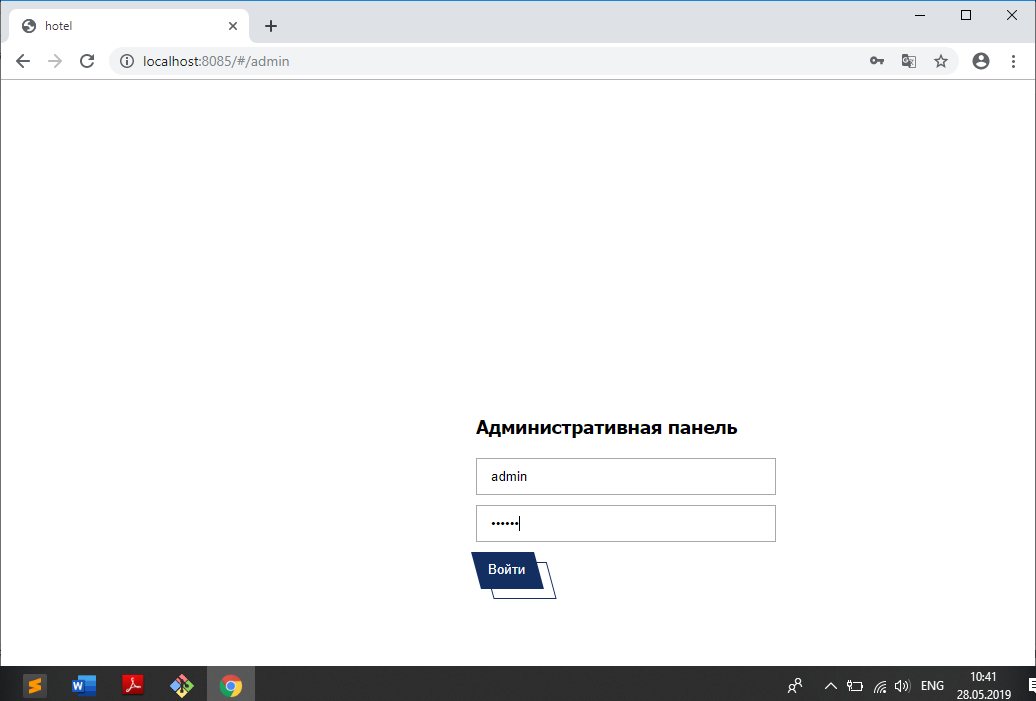 hotel
localhost:8085/#/admin
Административная панель
admin
••••••
Войти
ENG
10:41
28.05.2019